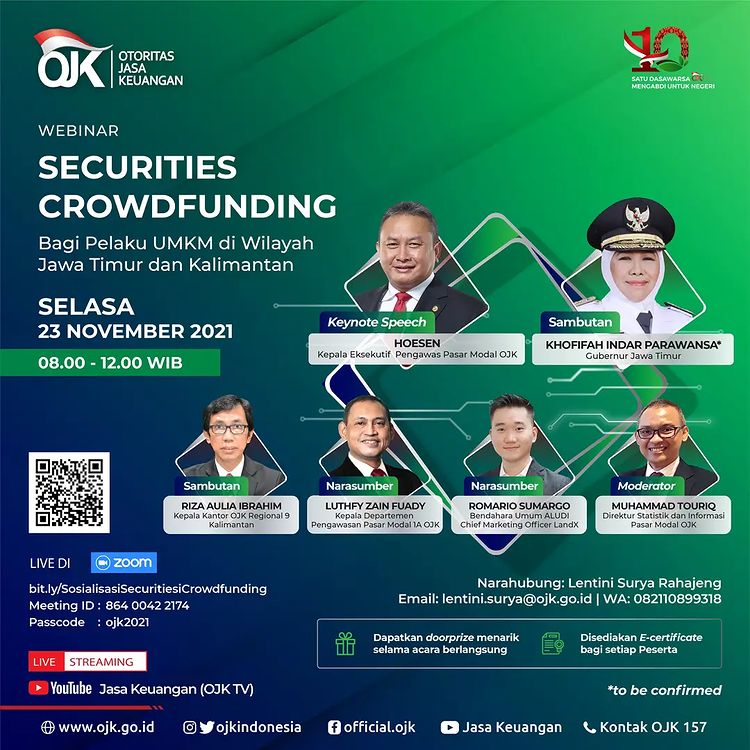 OJK
OTORITAS
JASA
KEUANGAN
10
SATU DASAWARSA OJK
MENGABDI UNTUK NEGERI
WEBINAR
SECURITIES
CROWDFUNDING
Bagi Pelaku UMKM di Wilayah
Jawa Timur dan Kalimantan
SELASA
23 NOVEMBER 2021
08.00 - 12.00 WIB
Keynote Speech
HOESEN
Kepala Eksekutif Pengawas Pasar Modal OJK
Sambutan
KHOFIFAH INDAR PARAWANSA*
Gubernur Jawa Timur
Sambutan
RIZA AULIA IBRAHIM
Kepala Kantor OJK Regional 9
Kalimantan
Narasumber
LUTHFY ZAIN FUADY
Kepala Departemen
Pengawasan Pasar Modal 1A OJK
Narasumber
ROMARIO SUMARGO
Bendahara Umum ALUDI
Chief Marketing Officer LandX
Moderator
MUHAMMAD TOURIQ
Direktur Statistik dan Informasi
Pasar Modal OJK
LIVE DI zoom
bit.ly/SosialisasiSecuritiesiCrowdfunding
Meeting ID : 864 0042 2174
Passcode : ojk2021
LIVE STREAMING
YouTube Jasa Keuangan (OJK TV)
Narahubung: Lentini Surya Rahajeng
Email: lentini.surya@ojk.go.id | WA: 082110899318
Dapatkan doorprize menarik
selama acara berlangsung
Disediakan E-certificate
bagi setiap Peserta
*to be confirmed
www.ojk.go.id ojkindonesia official.ojk Jasa Keuangan Kontak OJK 157